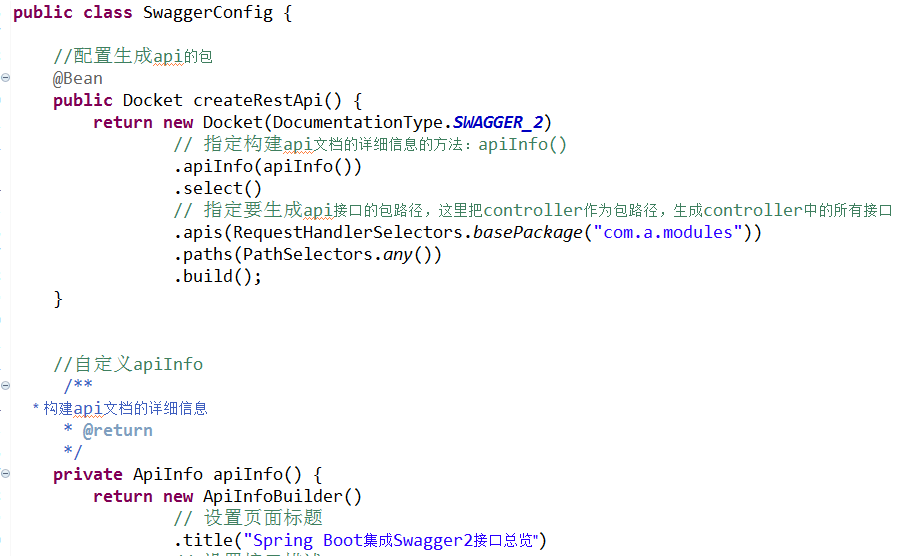 public class SwaggerConfig {
//配置生成api的包
@Bean
public Docket createRestApi() {
return new Docket(DocumentationType.SWAGGER_2)
// 指定构建api文档的详细信息的方法：apiInfo()
.apiInfo(apiInfo())
.select()
// 指定要生成api接口的包路径，这里把controller作为包路径，生成controller中的所有接口
.apis(RequestHandlerSelectors.basePackage("com.a.modules"))
.paths(PathSelectors.any())
.build();
}
//自定义apiInfo
/**
* 构建api文档的详细信息
* @return
*/
private ApiInfo apiInfo() {
return new ApiInfoBuilder()
// 设置页面标题
.title("Spring Boot集成Swagger2接口总览")